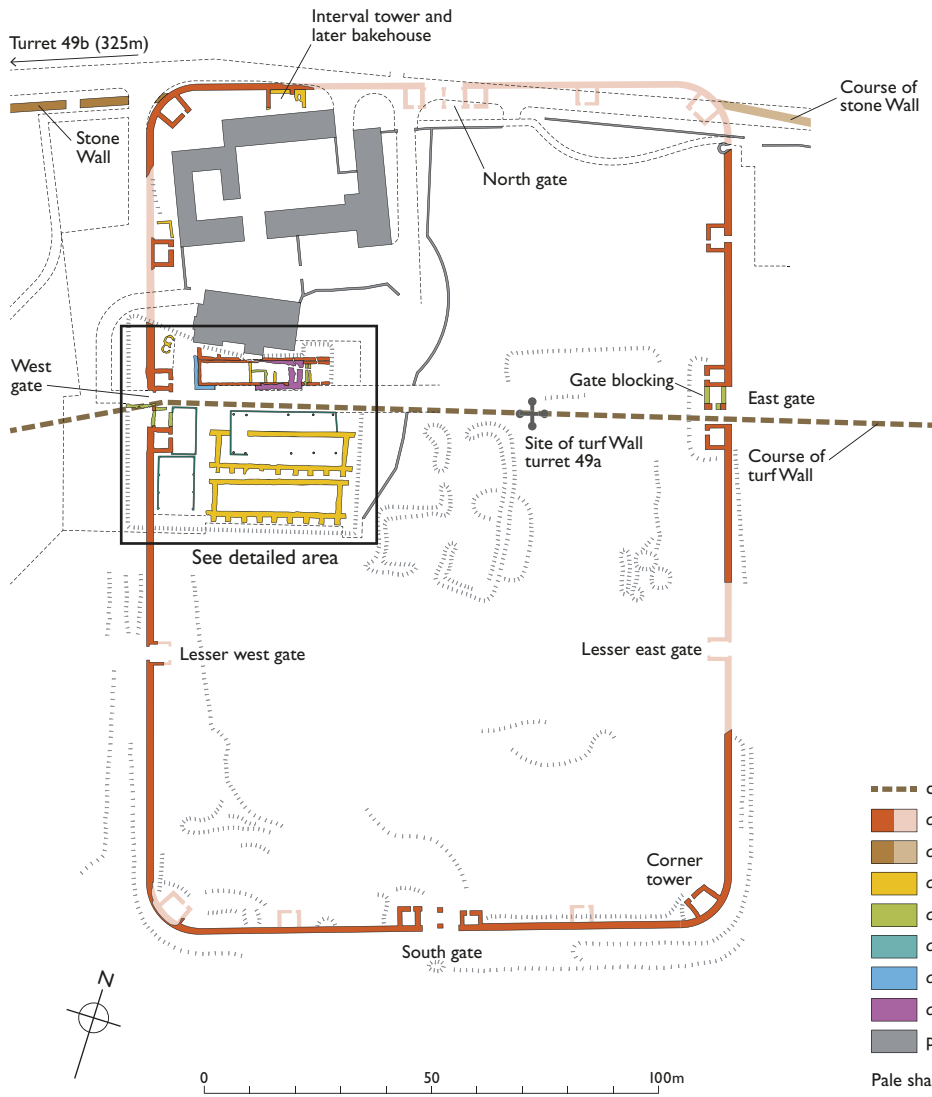 Interval tower and
later bakehouse
Turret 49b (325m)
Course of
stone Wall
Stone
Wall
North gate
West
gate
Gate blocking
East gate
Site of turf Wall
turret 49a
Course of
turf Wall
See detailed area
Lesser west gate
Lesser east gate
Corner
tower
South gate
N
0 50 100m
Pale sha